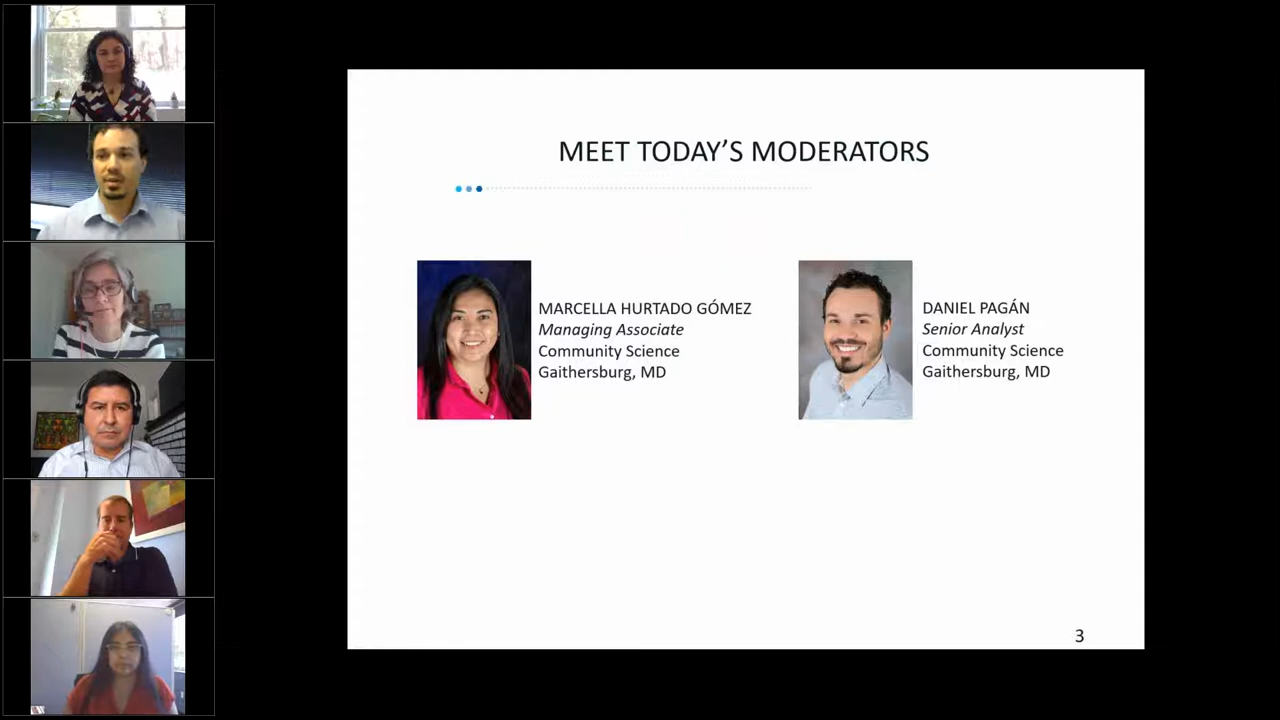 MEET TODAY'S MODERATORS
MARCELLA HURTADO GÓMEZ
Managing Associate
Community Science
Gaithersburg, MD
DANIEL PAGÁN
Senior Analyst
Community Science
Gaithersburg, MD
3